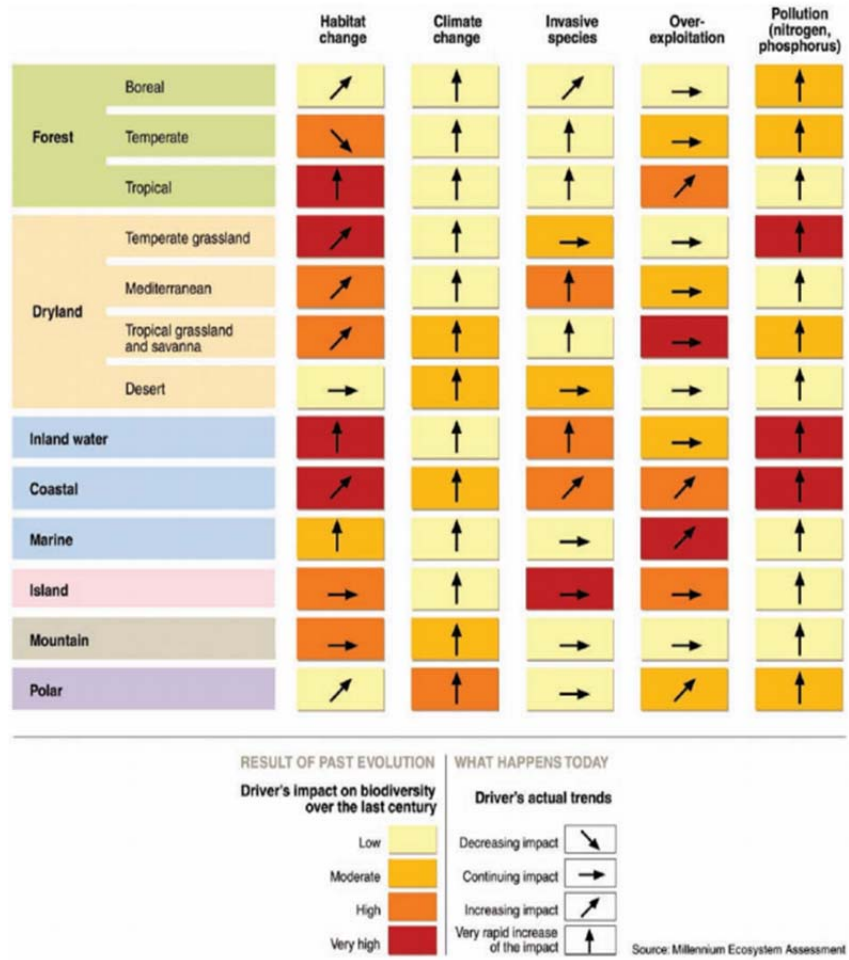 Habitat
change
Climate
change
Invasive
species
Over-
exploitation
Pollution
(nitrogen,
phosphorus)
Forest
Boreal
Temperate
Tropical
Dryland
Temperate grassland
Mediterranean
Tropical grassland
and savanna
Desert
Inland water
Coastal
Marine
Island
Mountain
Polar
RESULT OF PAST EVOLUTION
Driver's impact on biodiversity
over the last century
Low
Moderate
High
Very high
WHAT HAPPENS TODAY
Driver's actual trends
Decreasing impact
Continuing impact
Increasing impact
Very rapid increase
of the impact
Source: Millennium Ecosystem Assessment